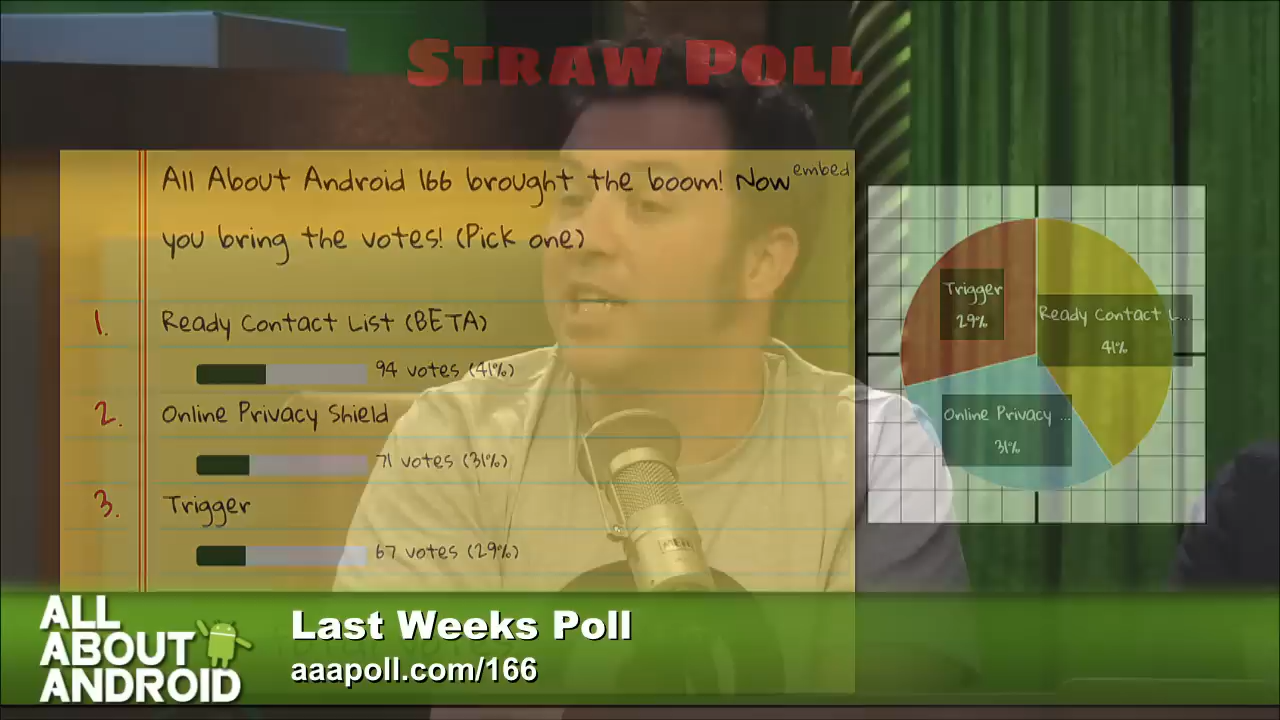 STRAW POLL
All About Android 166 brought the boom! Now
embed
you bring the votes! (Pick one)
1. Ready Contact List (BETA)
94 votes (41%)
2. Online Privacy Shield
71 votes (31%)
3. Trigger
67 votes (29%)
Trigger
29%
Ready Contact L...
41%
Online Privacy ...
31%
ALL
ABOUT
ANDROID
Last Weeks Poll
aaapoll.com/166